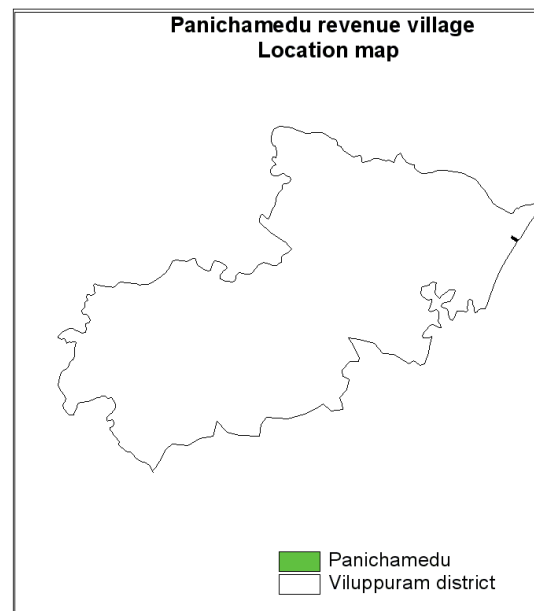 Panichamedu revenue village
Location map
Panichamedu
Viluppuram district